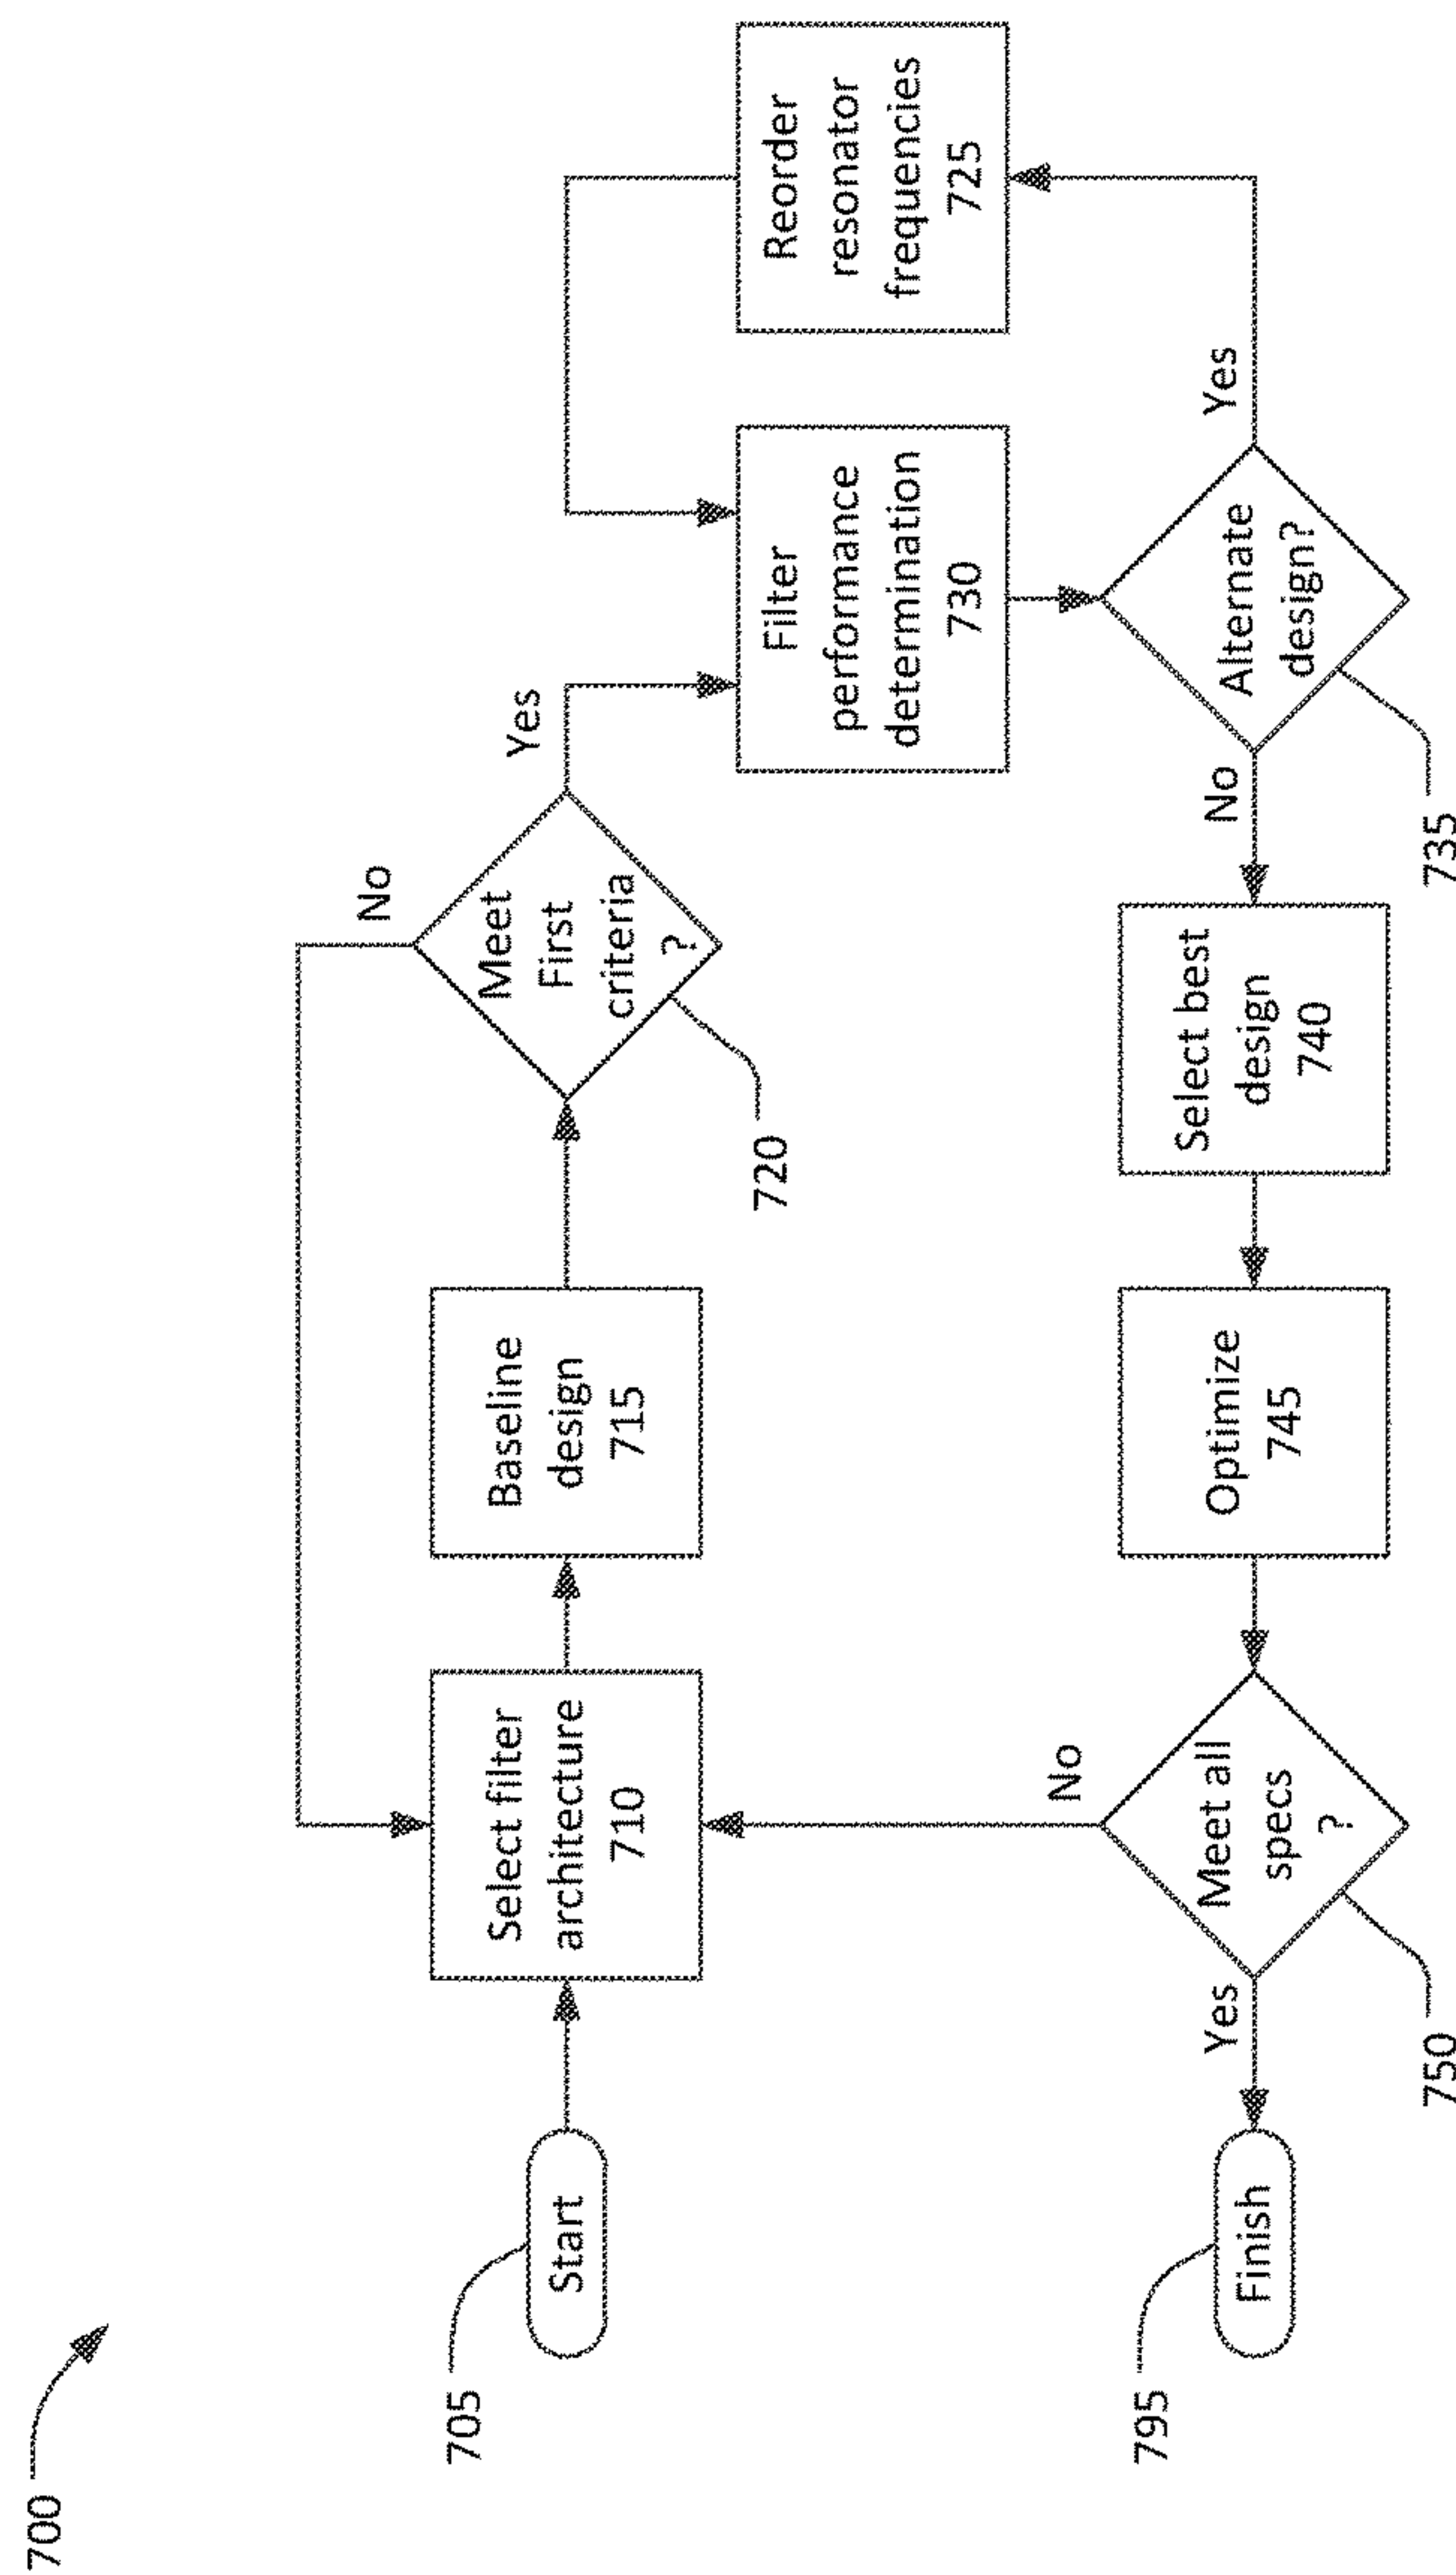 700
705
Start
Select filter
architecture
710
Baseline
design
715
Meet
First
criteria
?
720
No
Yes
Filter
performance
determination
730
Reorder
resonator
frequencies
725
Alternate
design?
735
Yes
No
Select best
design
740
Optimize
745
Meet all
specs
?
750
No
Yes
Finish
795